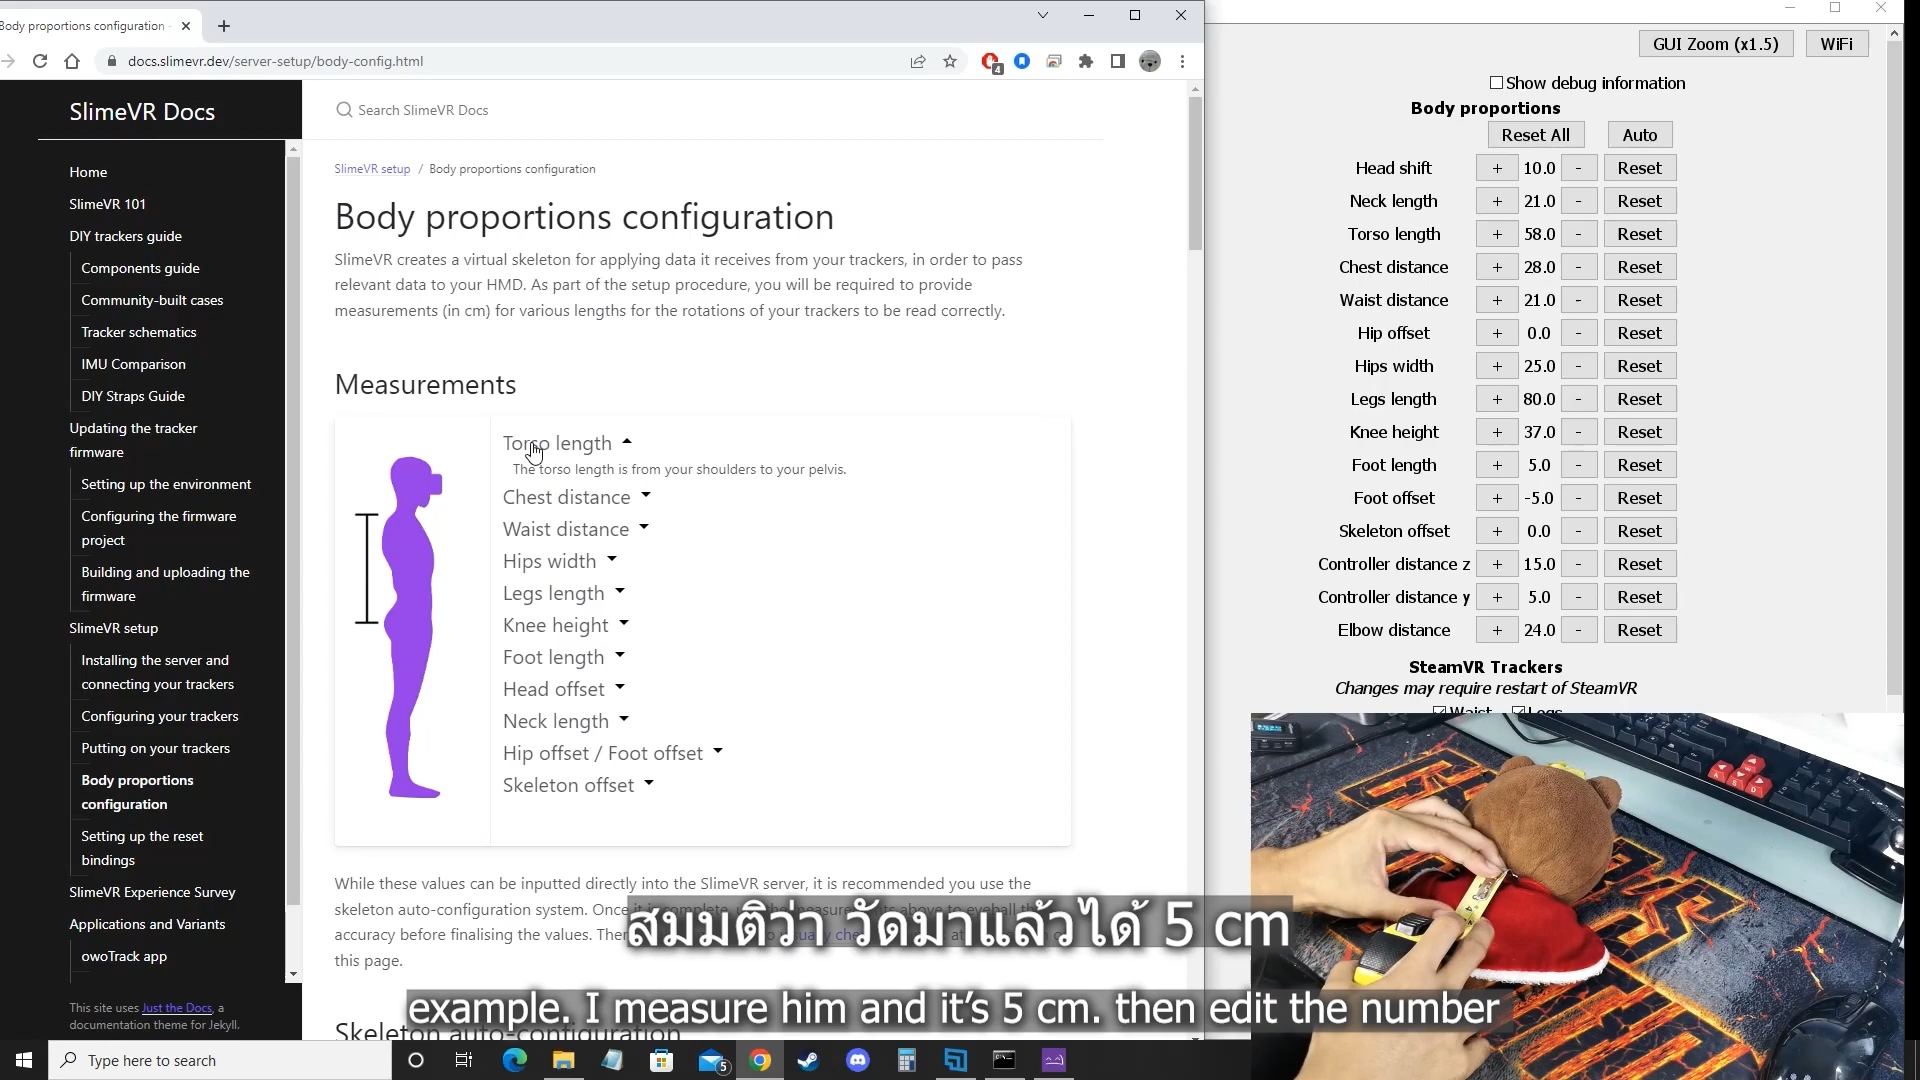 Body proportions configuration
docs.slimevr.dev/server-setup/body-config.html
4
SlimeVR Docs
Home
SlimeVR 101
DIY trackers guide
Components guide
Community-built cases
Tracker schematics
IMU Comparison
DIY Straps Guide
Updating the tracker
firmware
Setting up the environment
Configuring the firmware
project
Building and uploading the
firmware
SlimeVR setup
Installing the server and
connecting your trackers
Configuring your trackers
Putting on your trackers
Body proportions
configuration
Setting up the reset
bindings
SlimeVR Experience Survey
Applications and Variants
owoTrack app
This site uses Just the Docs, a
documentation theme for Jekyll.
Search SlimeVR Docs
SlimeVR setup / Body proportions configuration
Body proportions configuration
SlimeVR creates a virtual skeleton for applying data it receives from your trackers, in order to pass
relevant data to your HMD. As part of the setup procedure, you will be required to provide
measurements (in cm) for various lengths for the rotations of your trackers to be read correctly.
Measurements
Torso length
The torso length is from your shoulders to your pelvis.
Chest distance
Waist distance
Hips width
Legs length
Knee height
Foot length
Head offset
Neck length
Hip offset / Foot offset
Skeleton offset
While these values can be inputted directly into the SlimeVR server, it is recommended you use the
skeleton auto-configuration system. Once
accuracy before finalising the values.
this page.
Skeleton auto-configuration
GUI Zoom (x1.5) WiFi
Show debug information
Body proportions
Reset All Auto
Head shift + 10.0 - Reset
Neck length + 21.0 - Reset
Torso length + 58.0 - Reset
Chest distance + 28.0 - Reset
Waist distance + 21.0 - Reset
Hip offset + 0.0 - Reset
Hips width + 25.0 - Reset
Legs length + 80.0 - Reset
Knee height + 37.0 - Reset
Foot length + 5.0 - Reset
Foot offset + -5.0 - Reset
Skeleton offset + 0.0 - Reset
Controller distance z + 15.0 - Reset
Controller distance y + 5.0 - Reset
Elbow distance + 24.0 - Reset
SteamVR Trackers
Changes may require restart of SteamVR
Waist Legs
สมมติว่า วัดมาแล้วได้ 5 cm
example. I measure him and it's 5 cm. then edit the number
Type here to search
5